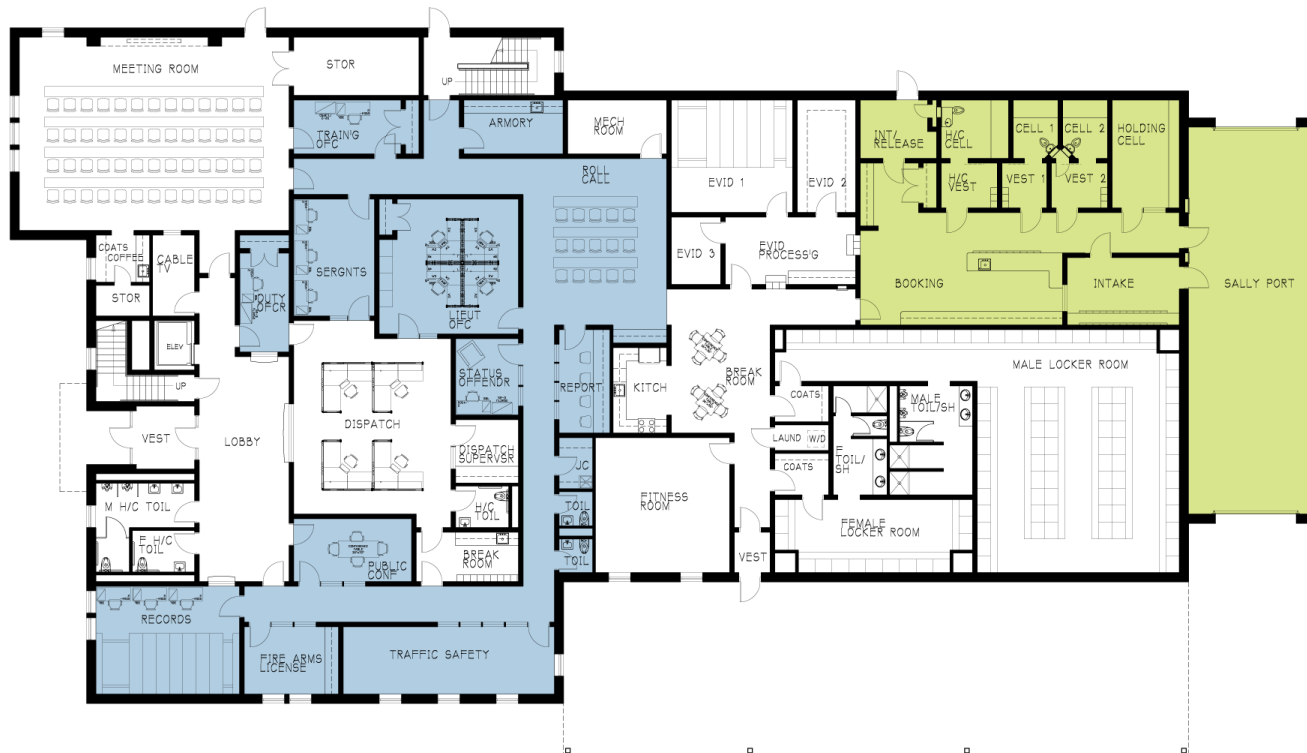 MEETING ROOM
STOR
UP
TRAIN'G
OFC
ARMORY
MECH
ROOM
EVID 1
EVID 2
INT/
RELEASE
H/C
CELL
CELL 1
CELL 2
HOLDING
CELL
ROLL
CALL
H/C
VEST
VEST 1
VEST 2
COATS
COFFEE
CABLE
TV
STOR
DUTY
OFCR
SERGNTS
LIEUT
OFC
EVID 3
EVID
PROCESS'G
BOOKING
INTAKE
SALLY PORT
ELEV
UP
STATUS
OFFENDR
REPORT
KITCH
BREAK
ROOM
MALE LOCKER ROOM
COATS
MALE
TOIL/SH
VEST
LOBBY
DISPATCH
DISPATCH
SUPERVSR
LAUND
W/D
COATS
F
TOIL/
SH
JC
M H/C TOIL
F H/C
TOIL
H/C
TOIL
TOIL
FITNESS
ROOM
FEMALE
LOCKER ROOM
PUBLIC
CONF
BREAK
ROOM
TOIL
VEST
RECORDS
FIRE ARMS
LICENSE
TRAFFIC SAFETY